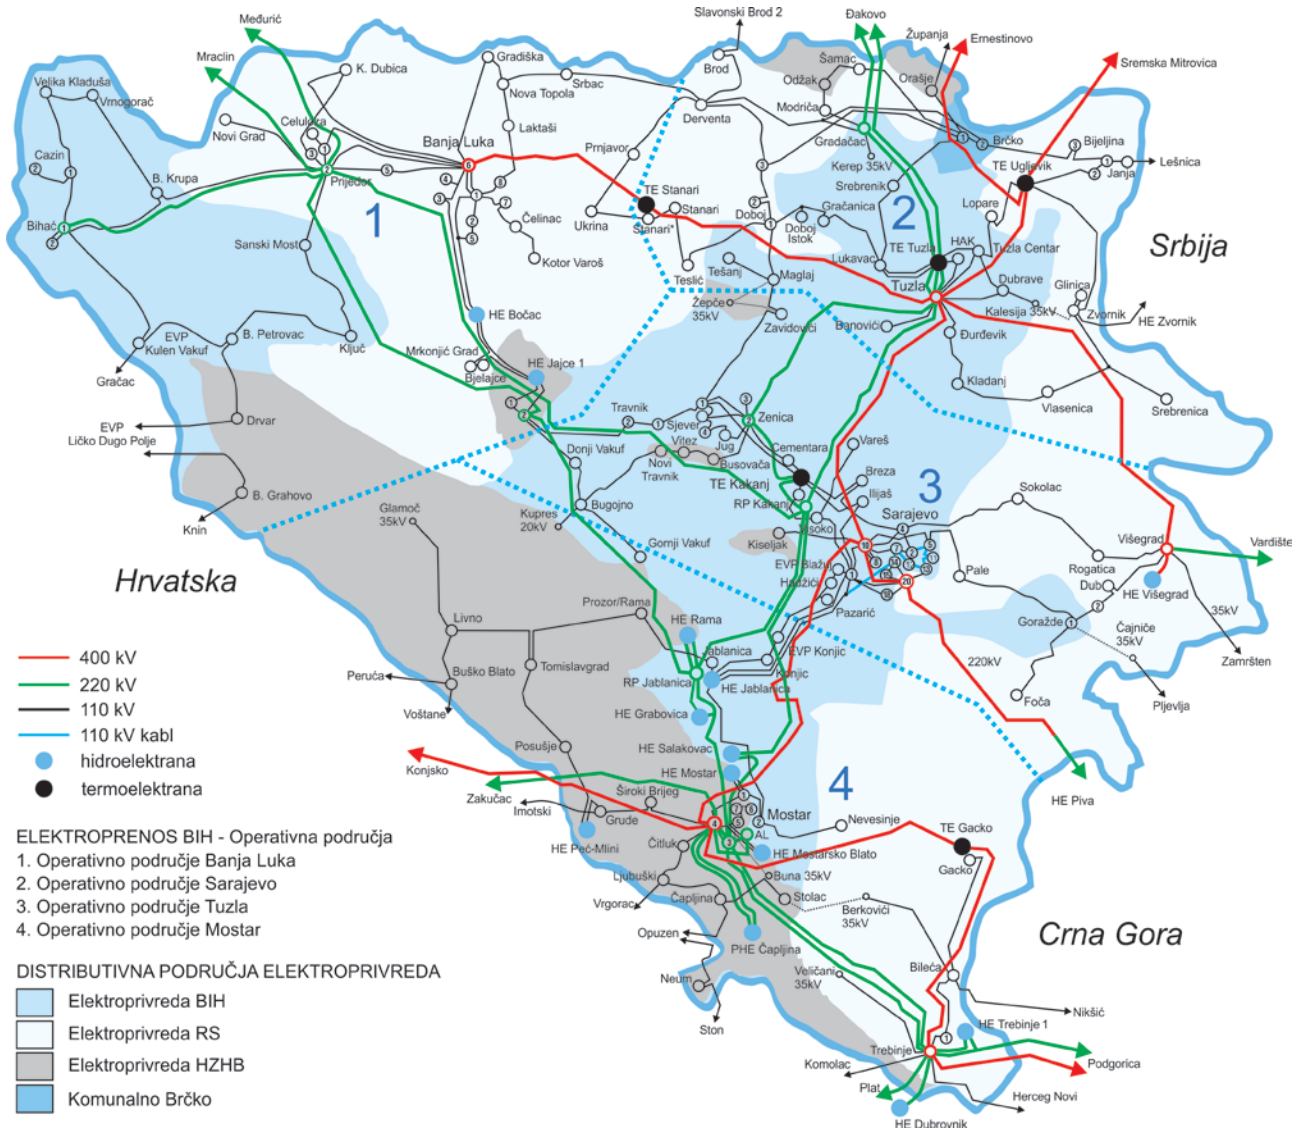 Međurić
Mraclin
Slavonski Brod 2
Đakovo
Županja
Ernestinovo
Sremska Mitrovica
Velika Kladuša
Vrnogorač
K. Dubica
Gradiška
Nova Topola
Srbac
Brod
Šamac
Odžak
Orašje
Modriča
Novi Grad
Celuloza
Laktaši
Derventa
Banja Luka
Prnjavor
Gradačac
Brčko
Bijeljina
Lešnica
Janja
Kerep 35kV
TE Ugljevik
Cazin
B. Krupa
Prijedor
Srebrenik
1
TE Stanari
Stanari
Stanari*
2
Lopare
Bihać
Čelinac
Ukrina
Doboj
Gračanica
Doboj
Istok
Sanski Most
Kotor Varoš
Teslić
Tešanj
Maglaj
Lukavac
TE Tuzla
HAK
Tuzla Centar
Srbija
Tuzla
Dubrave
Glinica
Kalesija 35kV
Zvornik
HE Zvornik
Žepče
35kV
Zavidovići
Banovići
Đurđevik
HE Bočac
EVP
Kulen Vakuf
B. Petrovac
Ključ
Mrkonjić Grad
Bjelajce
HE Jajce 1
Gračac
Kladanj
Vlasenica
Srebrenica
Drvar
EVP
Ličko Dugo Polje
Travnik
Sjever
Zenica
Jug
Cementara
Vareš
Donji Vakuf
Novi
Travnik
Vitez
Busovača
TE Kakanj
RP Kakanj
Breza
Ilijaš
3
Sokolac
B. Grahovo
Knin
Glamoč
35kV
Kupres
20kV
Bugojno
Visoko
Sarajevo
Kiseljak
Gornji Vakuf
EVP Blažuj
Hadžići
Pazarić
Pale
Rogatica
Višegrad
Vardište
Dub
HE Višegrad
Hrvatska
Prozor/Rama
HE Rama
Goražde
Čajniče
35kV
35kV
Zamršten
Livno
Jablanica
EVP Konjic
Konjic
Tomislavgrad
RP Jablanica
HE Jablanica
220kV
Foča
Pljevlja
Buško Blato
Peruća
Voštane
HE Grabovica
Posušje
HE Salakovac
HE Mostar
Konjsko
Zakučac
Imotski
Široki Brijeg
Grude
4
Mostar
Nevesinje
HE Piva
AL
TE Gacko
Gacko
HE Peć-Mlini
Čitluk
HE Mostarsko Blato
Ljubuški
Buna 35kV
Vrgorac
Čapljina
Stolac
Berkovići
35kV
Opuzen
PHE Čapljina
Crna Gora
Neum
Veličani
35kV
Bileća
Ston
Nikšić
HE Trebinje 1
Trebinje
Komolac
Podgorica
Plat
Herceg Novi
HE Dubrovnik
400 kV
220 kV
110 kV
110 kV kabl
hidroelektrana
termoelektrana
ELEKTROPRENOS BIH - Operativna područja
1. Operativno područje Banja Luka
2. Operativno područje Sarajevo
3. Operativno područje Tuzla
4. Operativno područje Mostar
DISTRIBUTIVNA PODRUČJA ELEKTROPRIVREDA
Elektroprivreda BIH
Elektroprivreda RS
Elektroprivreda HZHB
Komunalno Brčko